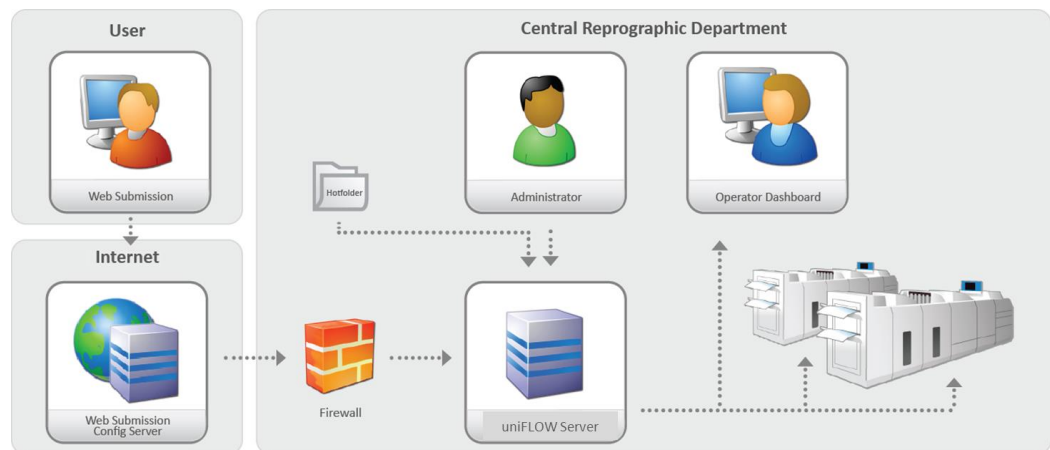 User
Central Reprographic Department
Web Submission
Hotfolder
Administrator
Operator Dashboard
Internet
Web Submission
Config Server
Firewall
uniFLOW Server